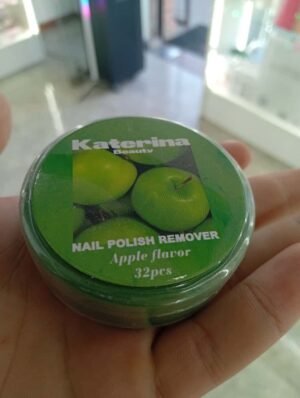 Katerina
Beauty
NAIL POLISH REMOVER
Apple flavor
32pcs